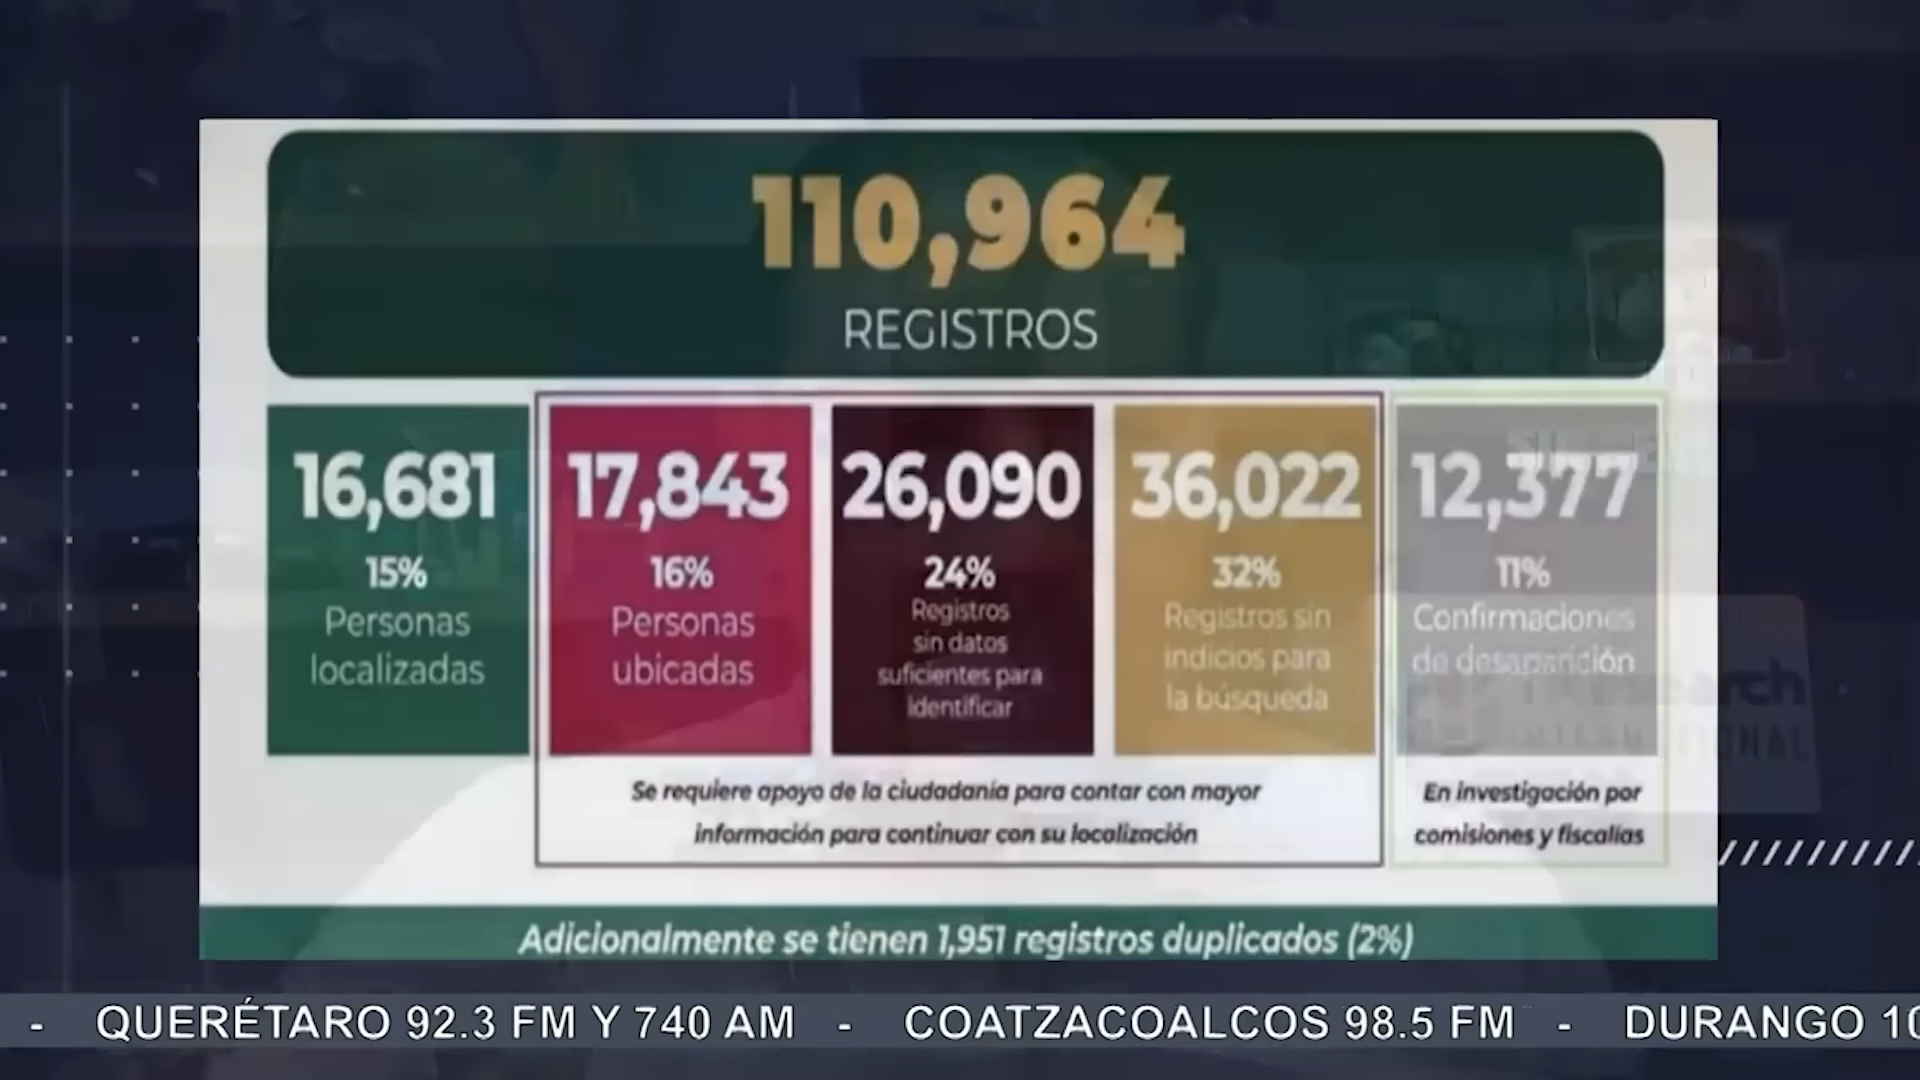 110,964
REGISTROS
16,681
15%
Personas
localizadas
17,843
16%
Personas
ubicadas
26,090
24%
Registros
sin datos
suficientes para
identificar
36,022
32%
Registros sin
indicios para
la búsqueda
12,377
11%
Confirmaciones
de desaparición
Se requiere apoyo de la ciudadanía para contar con mayor
información para continuar con su localización
En investigación por
comisiones y fiscalías
Adicionalmente se tienen 1,951 registros duplicados (2%)
- QUERÉTARO 92.3 FM Y 740 AM - COATZACOALCOS 98.5 FM - DURANGO 10